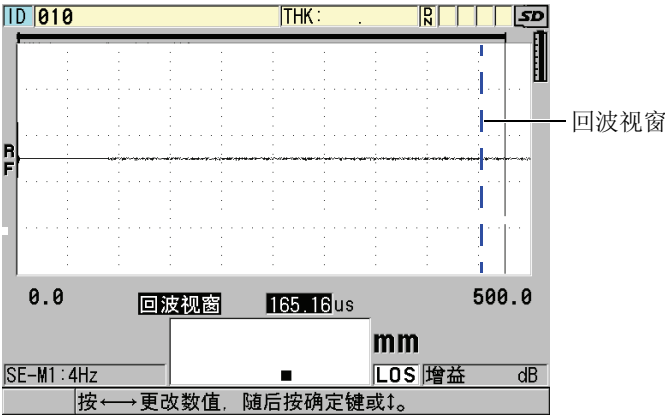 ID 010 THK: . DN SD
回波视窗
RF
0.0 500.0
回波视窗 165.16us
mm
SE-M1:4Hz LOS 增益 dB
按←→更改数值, 随后按确定键或↕。